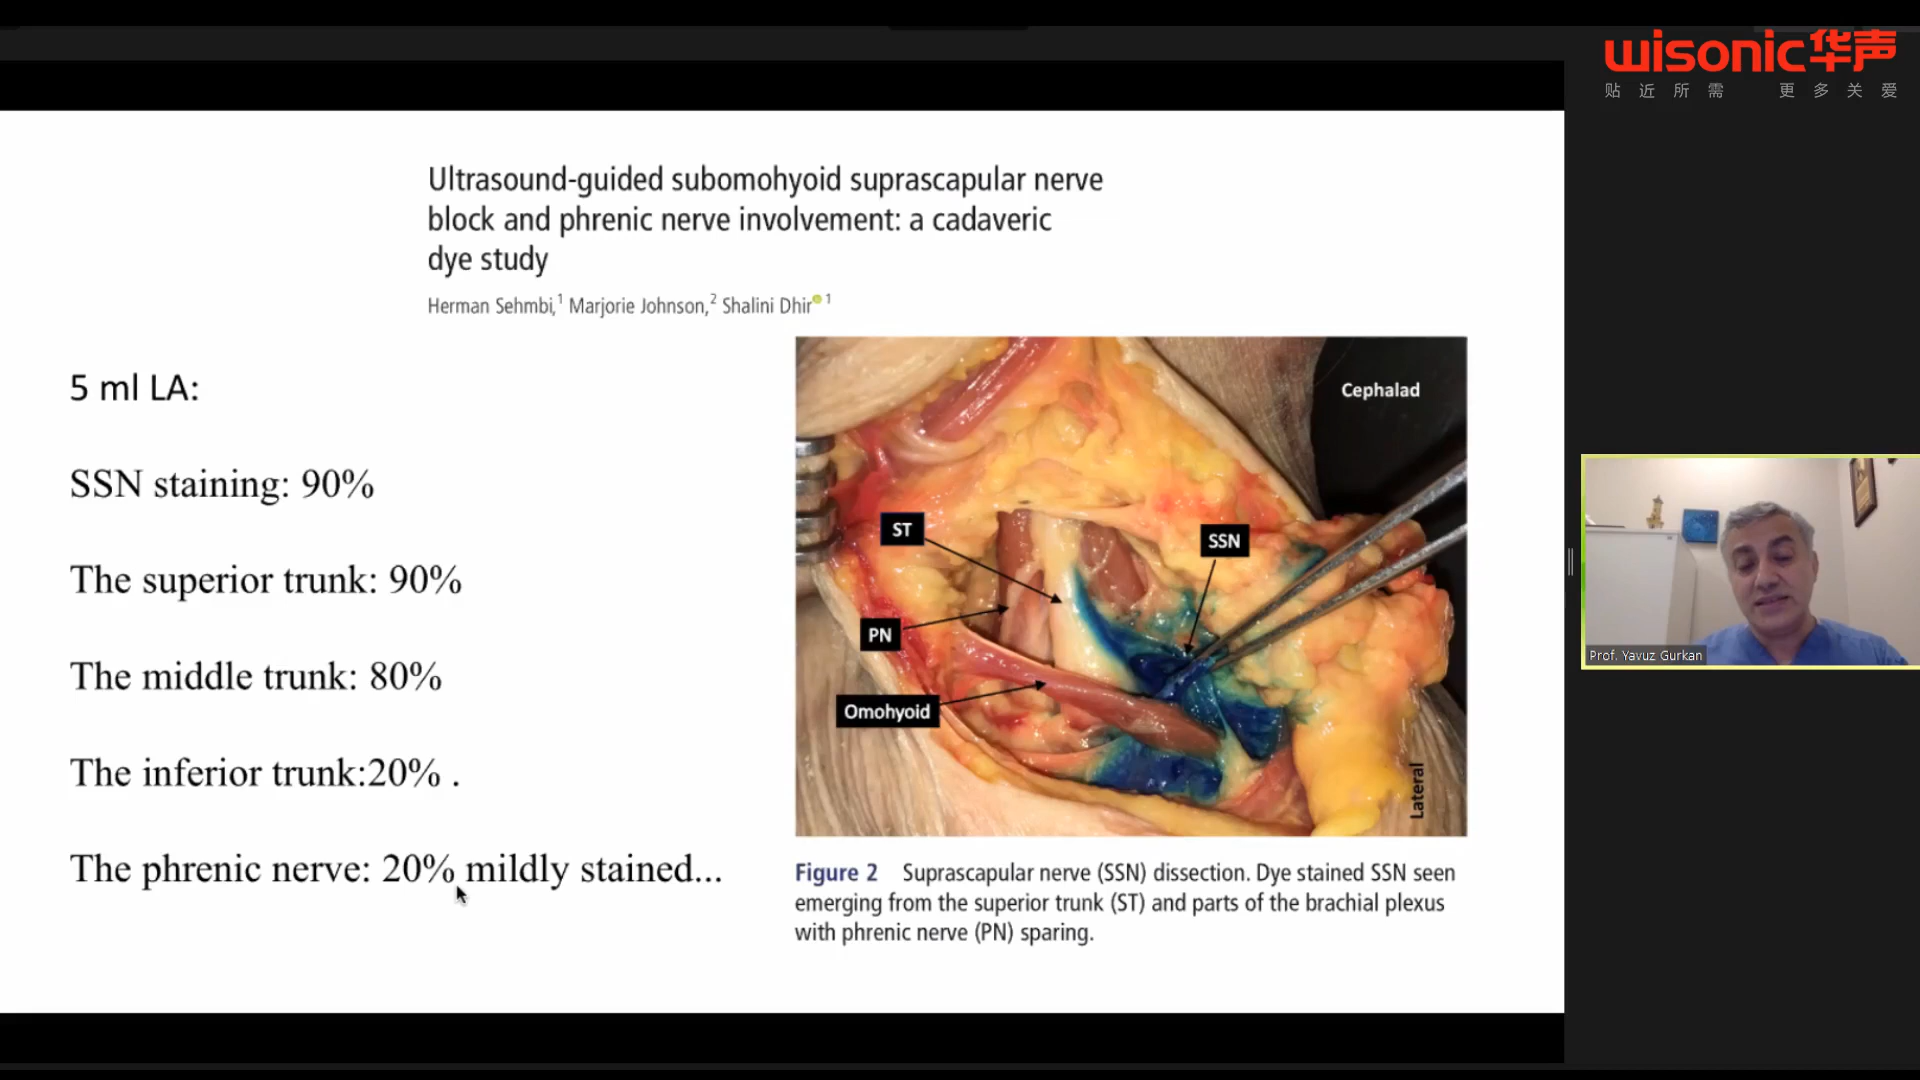 wisonic华声
贴近所需 更多关爱
Ultrasound-guided subomohyoid suprascapular nerve
block and phrenic nerve involvement: a cadaveric
dye study
Herman Sehmbi,1 Marjorie Johnson,2 Shalini Dhir 1
5 ml LA:
SSN staining: 90%
The superior trunk: 90%
The middle trunk: 80%
The inferior trunk:20% .
The phrenic nerve: 20% mildly stained...
Cephalad
ST
SSN
PN
Omohyoid
Lateral
Figure 2 Suprascapular nerve (SSN) dissection. Dye stained SSN seen
emerging from the superior trunk (ST) and parts of the brachial plexus
with phrenic nerve (PN) sparing.
Prof. Yavuz Gurkan